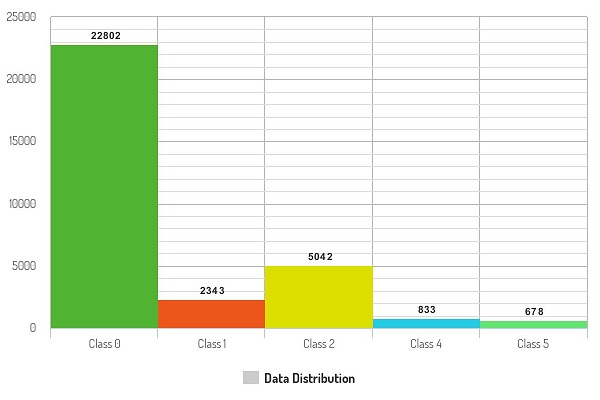 25000
22802
20000
15000
10000
5042
5000
2343
833
678
0
Class 0
Class 1
Class 2
Class 4
Class 5
Data Distribution